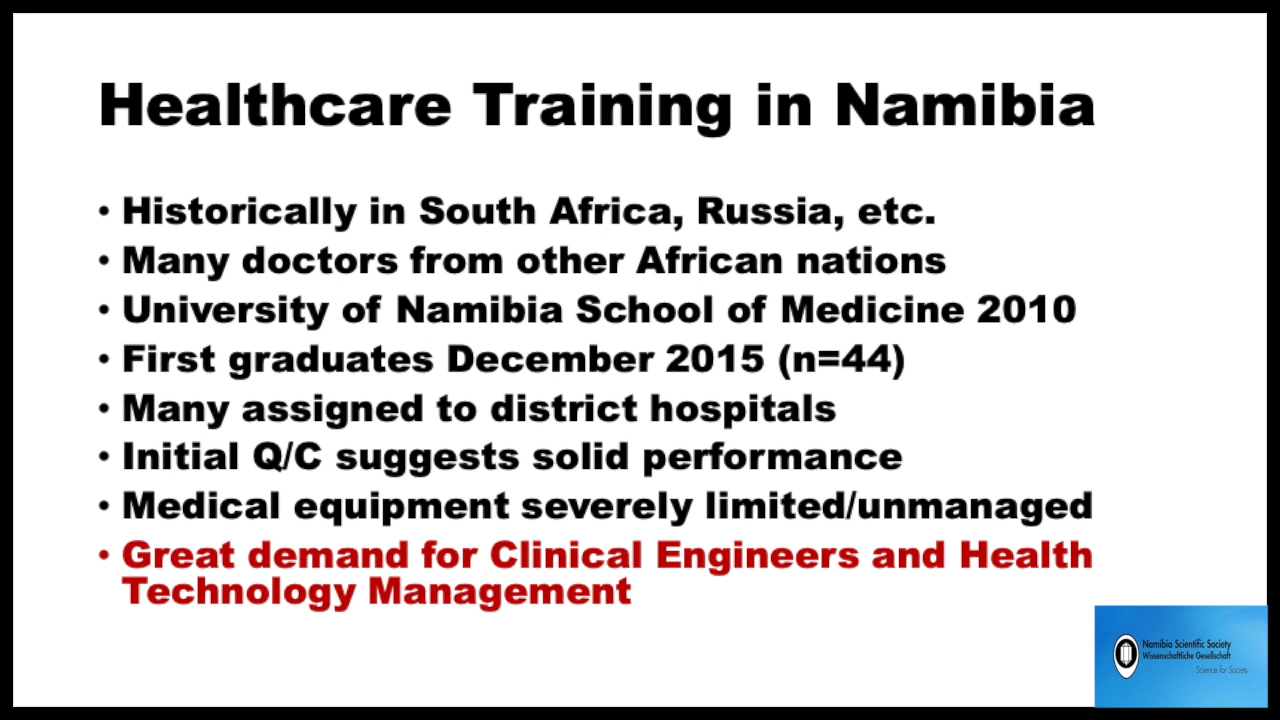 Healthcare Training in Namibia
• Historically in South Africa, Russia, etc.
• Many doctors from other African nations
• University of Namibia School of Medicine 2010
• First graduates December 2015 (n=44)
• Many assigned to district hospitals
• Initial Q/C suggests solid performance
• Medical equipment severely limited/unmanaged
• Great demand for Clinical Engineers and Health
Technology Management
Namibia Scientific Society
Wissenschaftliche Gesellschaft
Science for Society